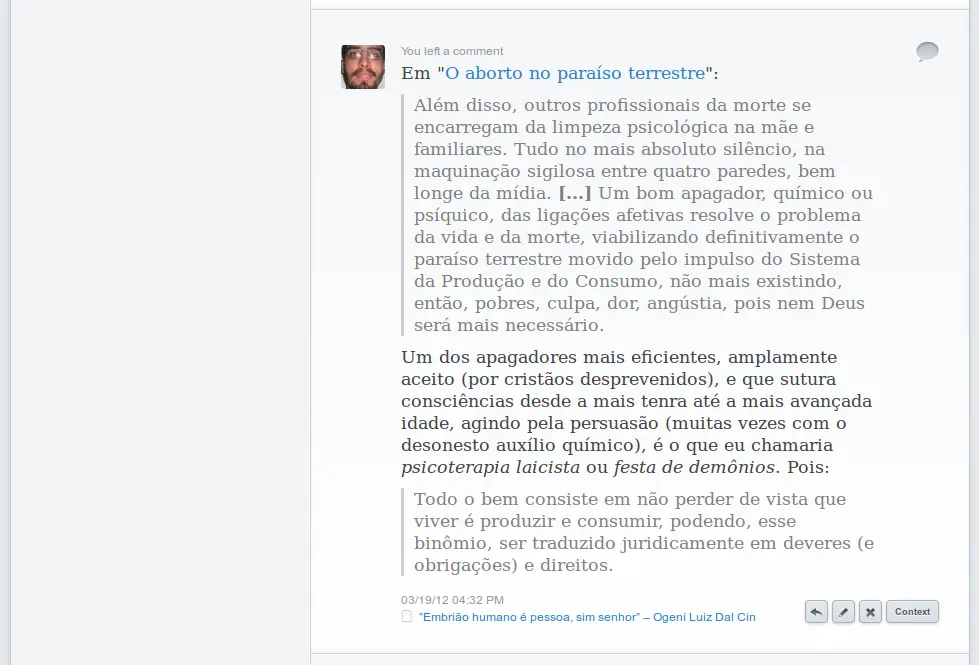 You left a comment
Em "O aborto no paraíso terrestre":
Além disso, outros profissionais da morte se
encarregam da limpeza psicológica na mãe e
familiares. Tudo no mais absoluto silêncio, na
maquinação sigilosa entre quatro paredes, bem
longe da mídia. [...] Um bom apagador, químico ou
psíquico, das ligações afetivas resolve o problema
da vida e da morte, viabilizando definitivamente o
paraíso terrestre movido pelo impulso do Sistema
da Produção e do Consumo, não mais existindo,
então, pobres, culpa, dor, angústia, pois nem Deus
será mais necessário.
Um dos apagadores mais eficientes, amplamente
aceito (por cristãos desprevenidos), e que sutura
consciências desde a mais tenra até a mais avançada
idade, agindo pela persuasão (muitas vezes com o
desonesto auxílio químico), é o que eu chamaria
psicoterapia laicista ou festa de demônios. Pois:
Todo o bem consiste em não perder de vista que
viver é produzir e consumir, podendo, esse
binômio, ser traduzido juridicamente em deveres (e
obrigações) e direitos.
03/19/12 04:32 PM
“Embrião humano é pessoa, sim senhor” – Ogeni Luiz Dal Cin
Context